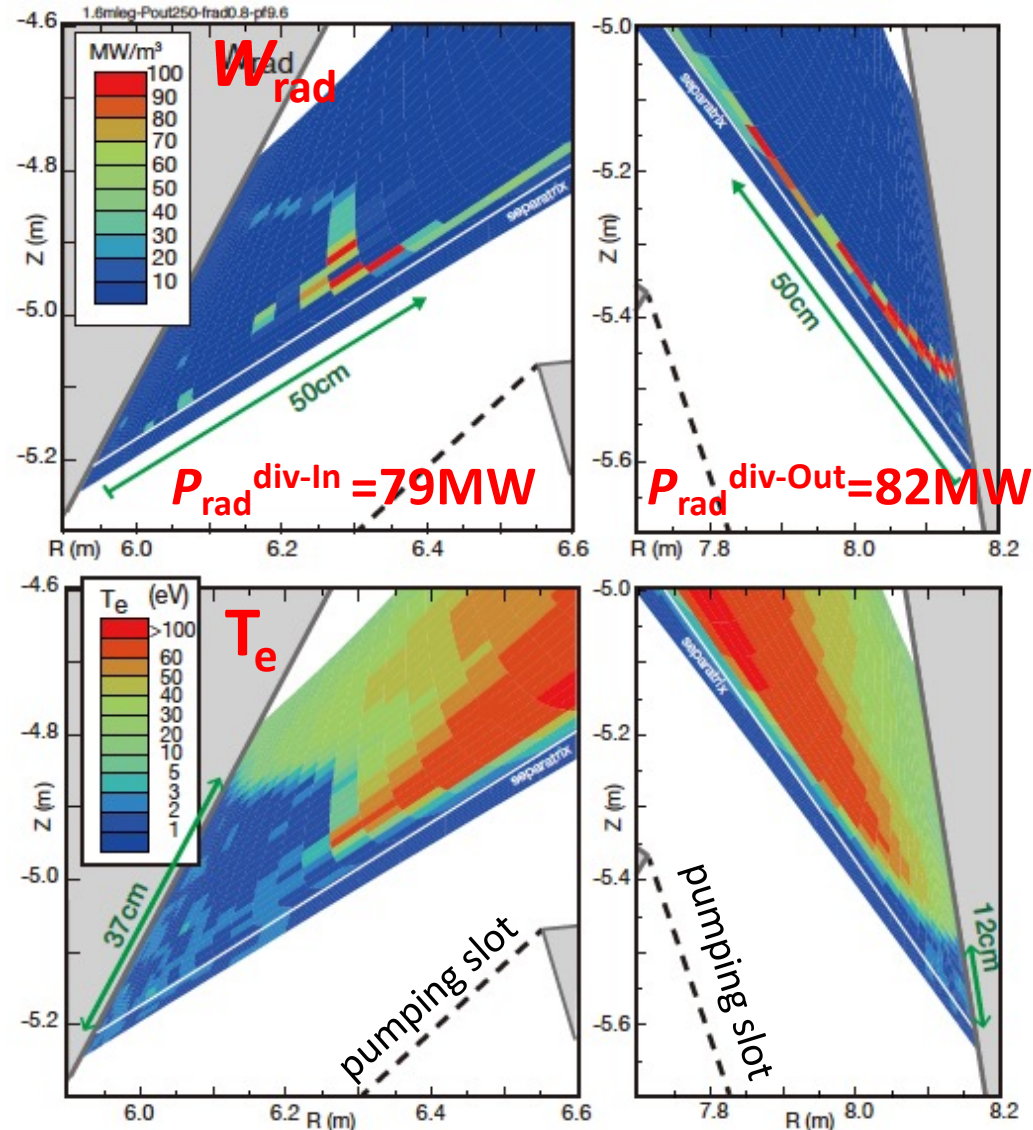 1.6mleg-Pout250-frad0.8-pf9.6
-4.6
MW/m³
100
90
80
70
60
50
40
30
20
10
Wrad
W_rad
-4.8
Z (m)
-5.0
-5.2
separatrix
50cm
P_rad^div-In =79MW
R (m) 6.0 6.2 6.4 6.6
-5.0
separatrix
-5.2
Z (m)
-5.4
50cm
-5.6
P_rad^div-Out=82MW
R (m) 7.8 8.0 8.2
-4.6
Te (eV)
>100
60
50
40
30
20
10
5
3
2
1
Te
-4.8
Z (m)
-5.0
-5.2
separatrix
37cm
pumping slot
6.0 6.2 R (m) 6.4 6.6
-5.0
separatrix
-5.2
Z (m)
-5.4
12cm
-5.6
pumping slot
7.8 R (m) 8.0 8.2